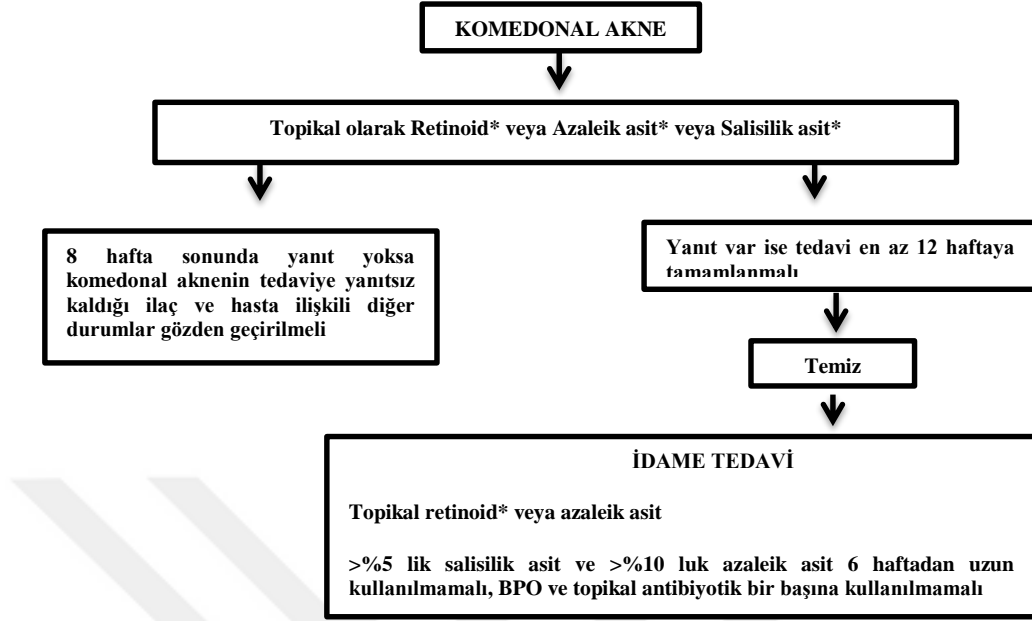 KOMEDONAL AKNE
Topikal olarak Retinoid* veya Azaleik asit* veya Salisilik asit*
8 hafta sonunda yanıt yoksa
komedonal aknenin tedaviye yanıtsız
kaldığı ilaç ve hasta ilişkili diğer
durumlar gözden geçirilmeli
Yanıt var ise tedavi en az 12 haftaya
tamamlanmalı
Temiz
İDAME TEDAVİ
Topikal retinoid* veya azaleik asit
>%5 lik salisilik asit ve >%10 luk azaleik asit 6 haftadan uzun
kullanılmamalı, BPO ve topikal antibiyotik bir başına kullanılmamalı